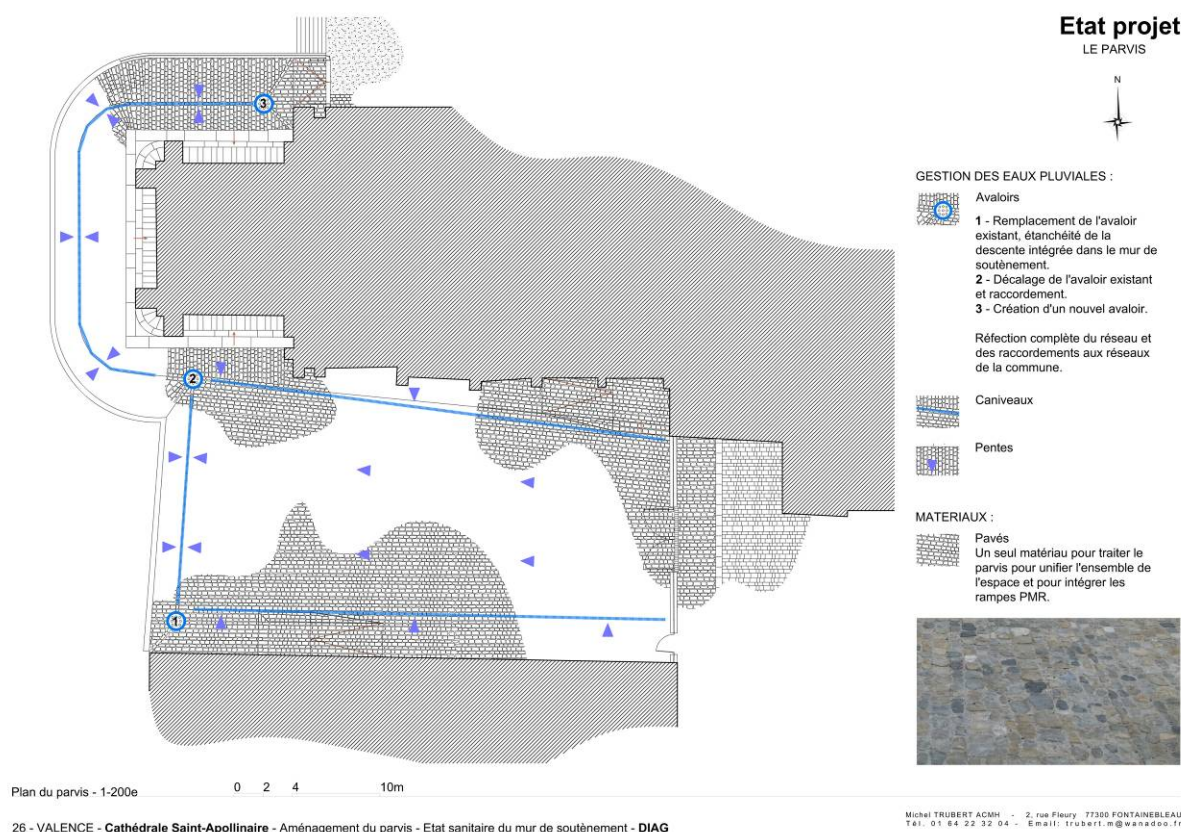 Etat projet
LE PARVIS
N
GESTION DES EAUX PLUVIALES :
Avaloirs
1 - Remplacement de l'avaloir
existant, étanchéité de la
descente intégrée dans le mur de
soutènement.
2 - Décalage de l'avaloir existant
et raccordement.
3 - Création d'un nouvel avaloir.
Réfection complète du réseau et
des raccordements aux réseaux
de la commune.
Caniveaux
Pentes
MATERIAUX :
Pavés
Un seul matériau pour traiter le
parvis pour unifier l'ensemble de
l'espace et pour intégrer les
rampes PMR.
3
2
1
Plan du parvis - 1-200e
0 2 4 10m
26 - VALENCE - Cathédrale Saint-Apollinaire - Aménagement du parvis - Etat sanitaire du mur de soutènement - DIAG
Michel TRUBERT ACMH - 2, rue Fleury 77300 FONTAINEBLEAU
Tél. 01 64 22 32 04 - Email: trubert.m@wanadoo.fr